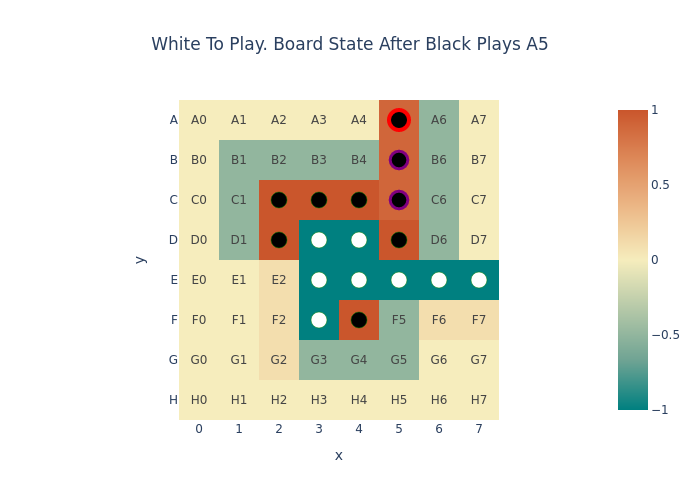 White To Play. Board State After Black Plays A5
A A0 A1 A2 A3 A4 A6 A7
B B0 B1 B2 B3 B4 B6 B7
C C0 C1 C6 C7
D D0 D1 D6 D7
E E0 E1 E2
F F0 F1 F2 F5 F6 F7
G G0 G1 G2 G3 G4 G5 G6 G7
H H0 H1 H2 H3 H4 H5 H6 H7
0 1 2 3 4 5 6 7
x
y
1
0.5
0
−0.5
−1